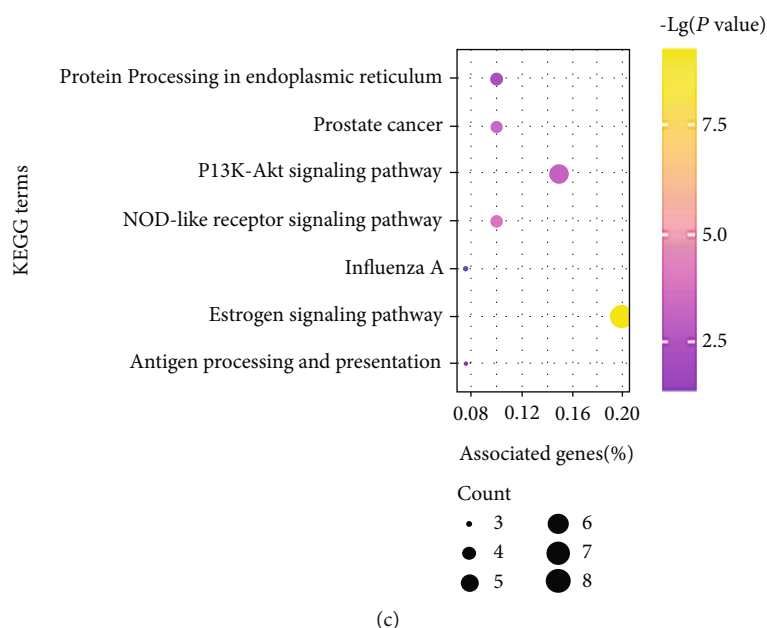 -Lg(P value)
Protein Processing in endoplasmic reticulum
Prostate cancer
P13K-Akt signaling pathway
NOD-like receptor signaling pathway
Influenza A
Estrogen signaling pathway
Antigen processing and presentation
KEGG terms
7.5
5.0
2.5
0.08 0.12 0.16 0.20
Associated genes(%)
Count
3 6
4 7
5 8
(c)